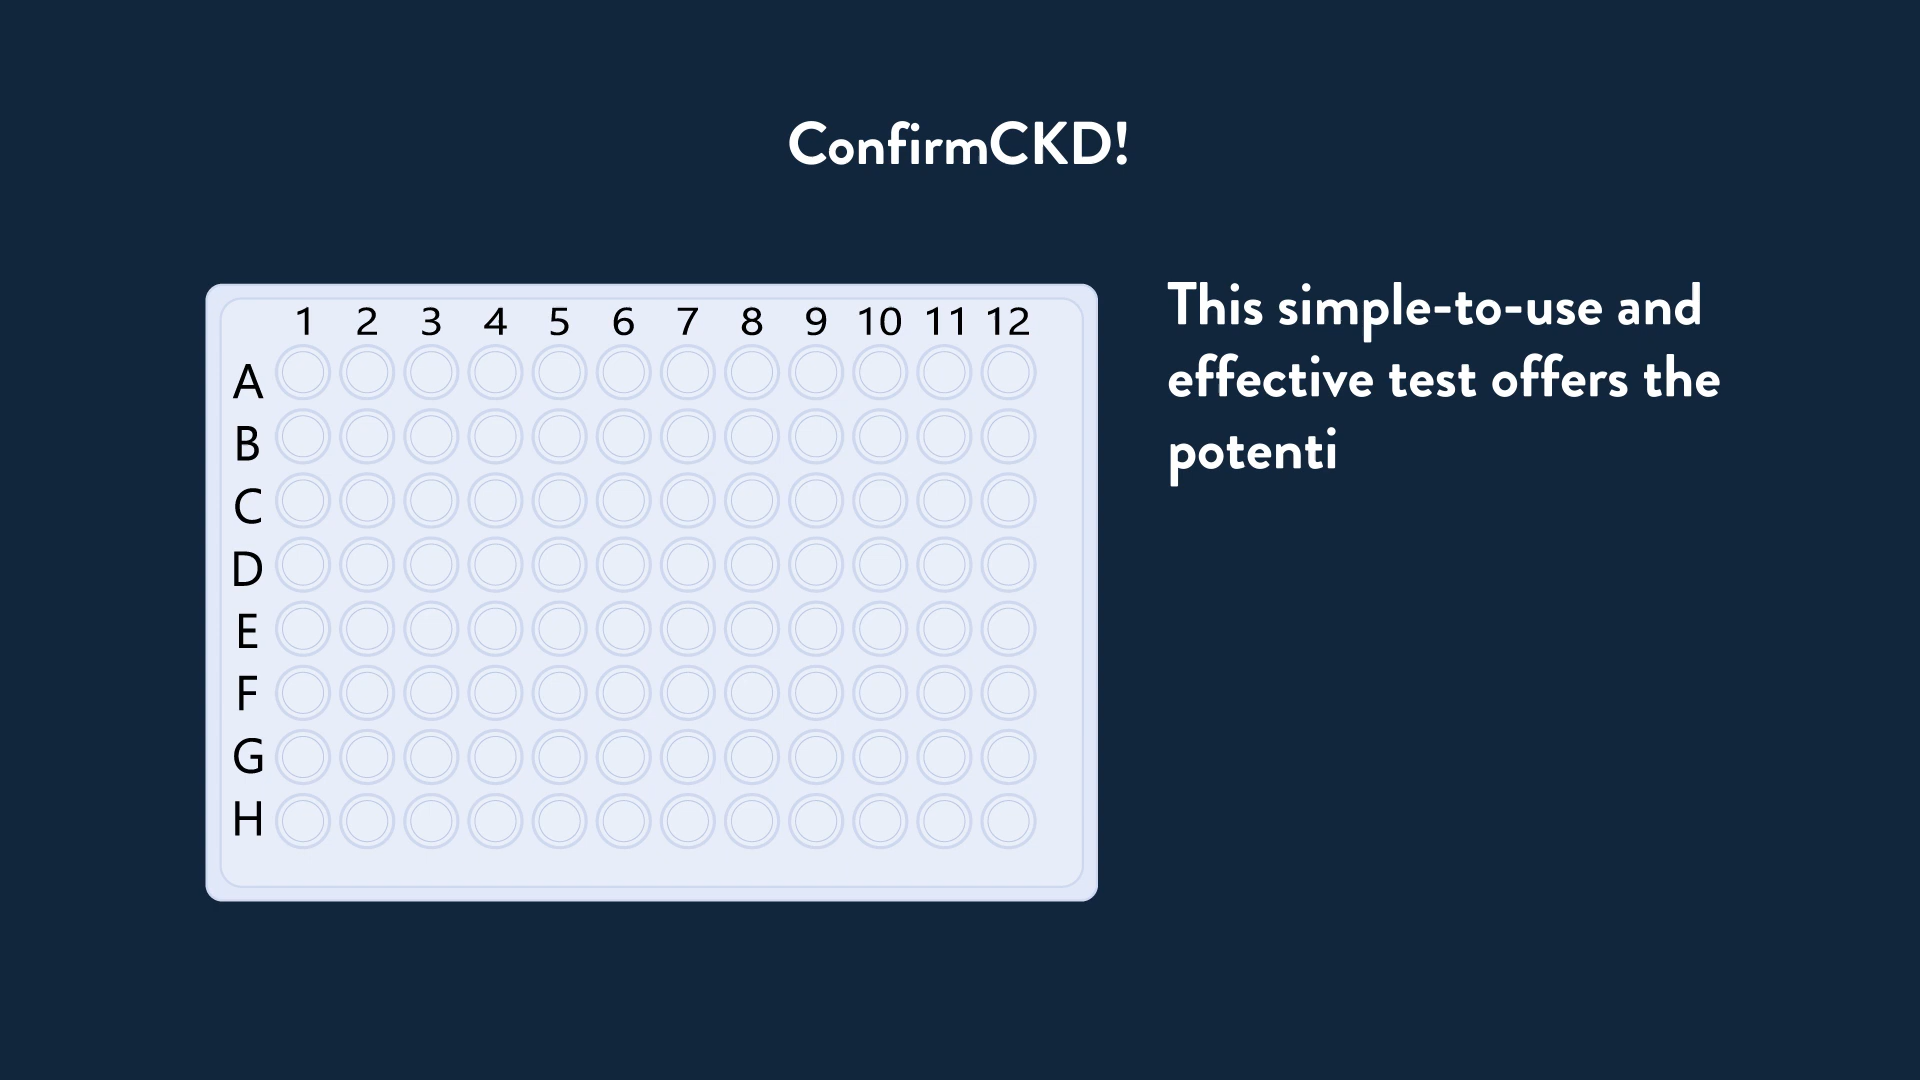 ConfirmCKD!
This simple-to-use and
effective test offers the
potenti
1 2 3 4 5 6 7 8 9 10 11 12
A
B
C
D
E
F
G
H